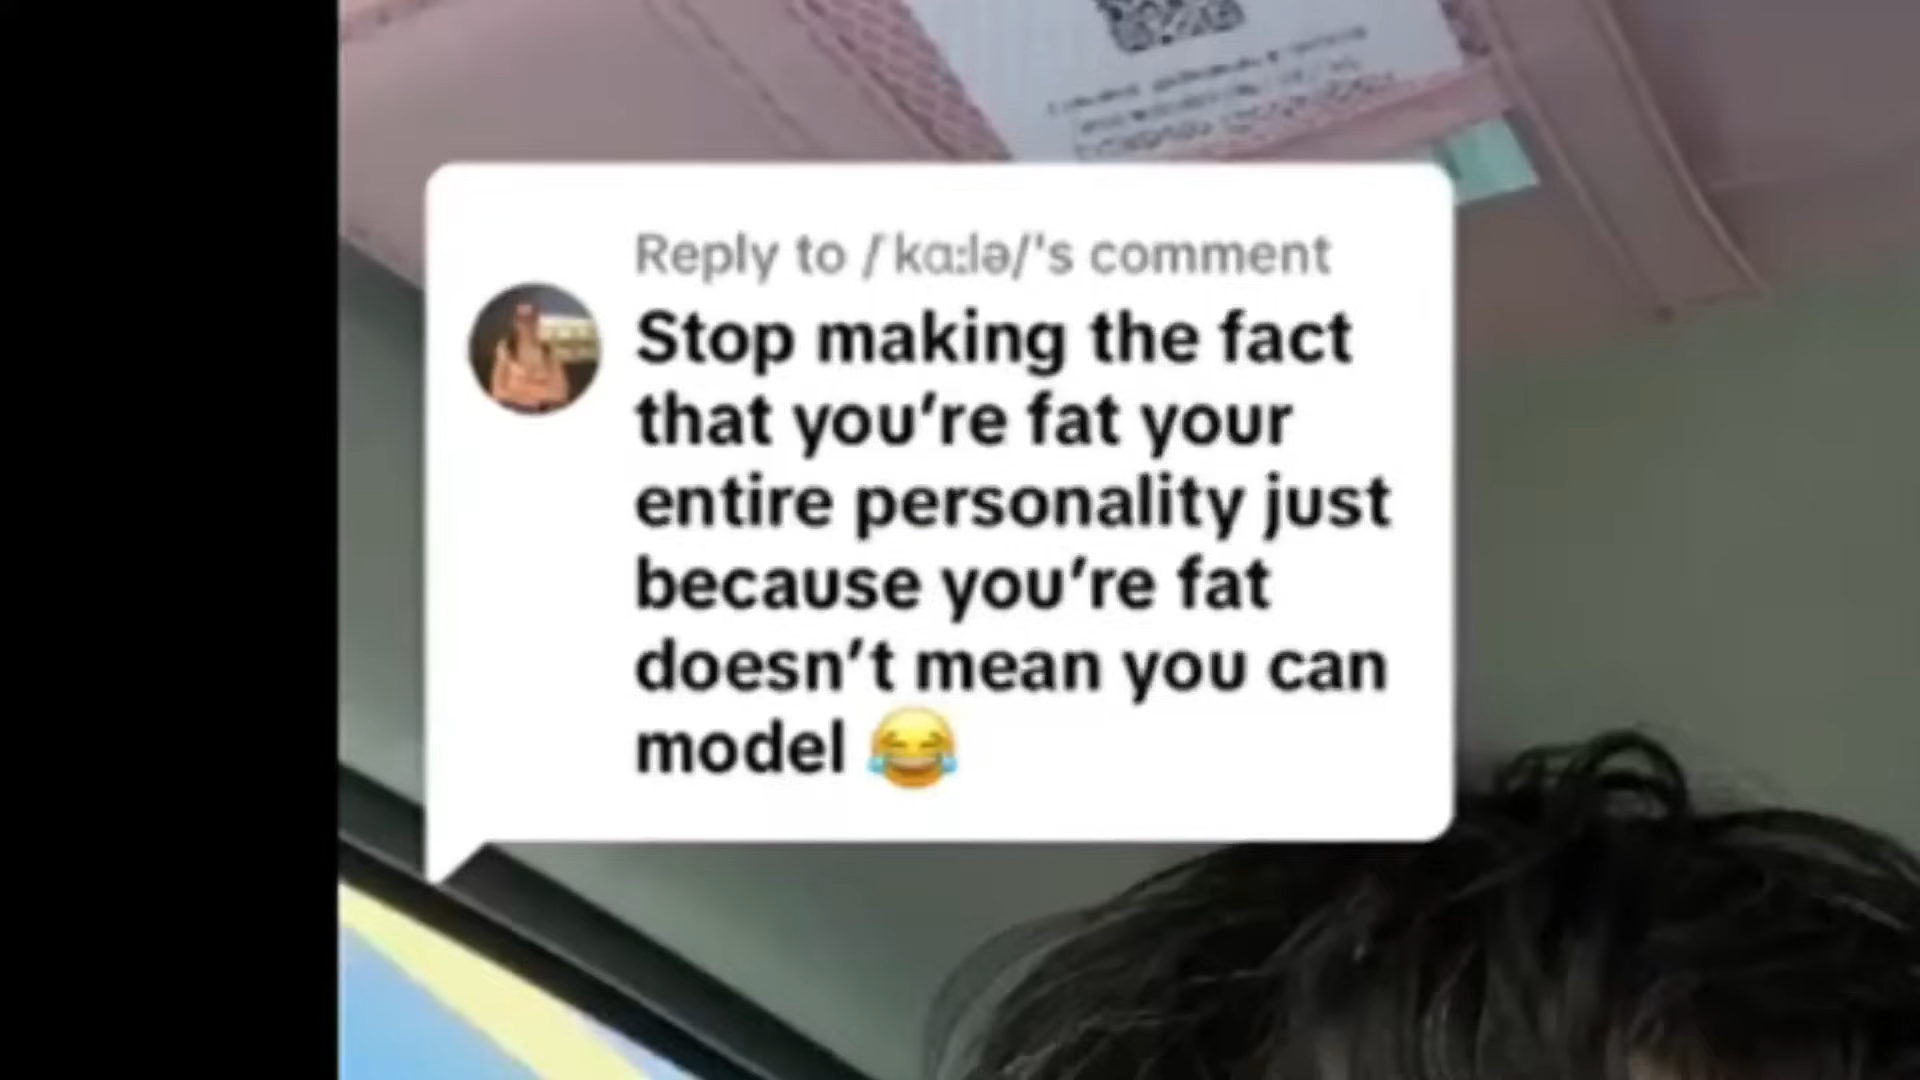 Reply to /ˈkɑːlə/'s comment
Stop making the fact
that you’re fat your
entire personality just
because you’re fat
doesn’t mean you can
model 😂